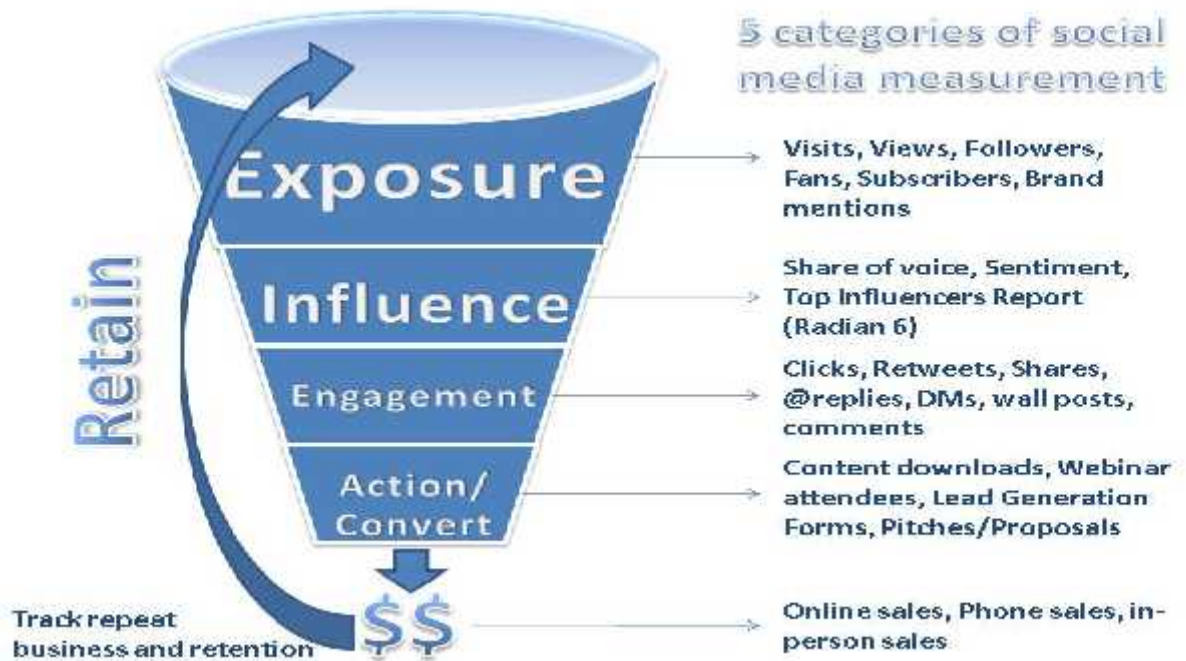 5 categories of social
media measurement
Exposure
Visits, Views, Followers,
Fans, Subscribers, Brand
mentions
Influence
Share of voice, Sentiment,
Top Influencers Report
(Radian 6)
Engagement
Clicks, Retweets, Shares,
@replies, DMs, wall posts,
comments
Action/
Convert
Content downloads, Webinar
attendees, Lead Generation
Forms, Pitches/Proposals
$$
Online sales, Phone sales, in-
person sales
Retain
Track repeat
business and retention